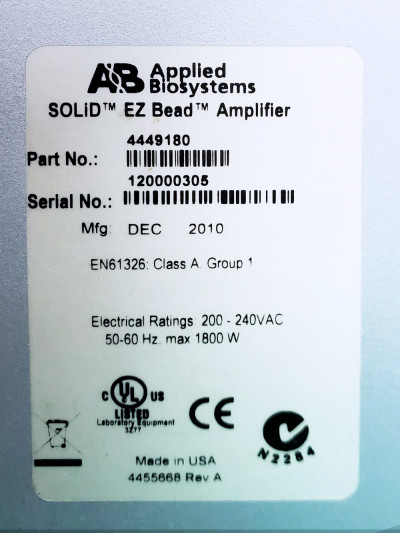 AB Applied
Biosystems
SOLiD™ EZ Bead™ Amplifier
4449180
Part No.:
120000305
Serial No.:
Mfg: DEC 2010
EN61326: Class A. Group 1
Electrical Ratings 200 - 240VAC
50-60 Hz. max 1800 W
C UL US
LISTED
Laboratory Equipment
3Z77
CE
N2284
Made in USA
4455668 Rev A